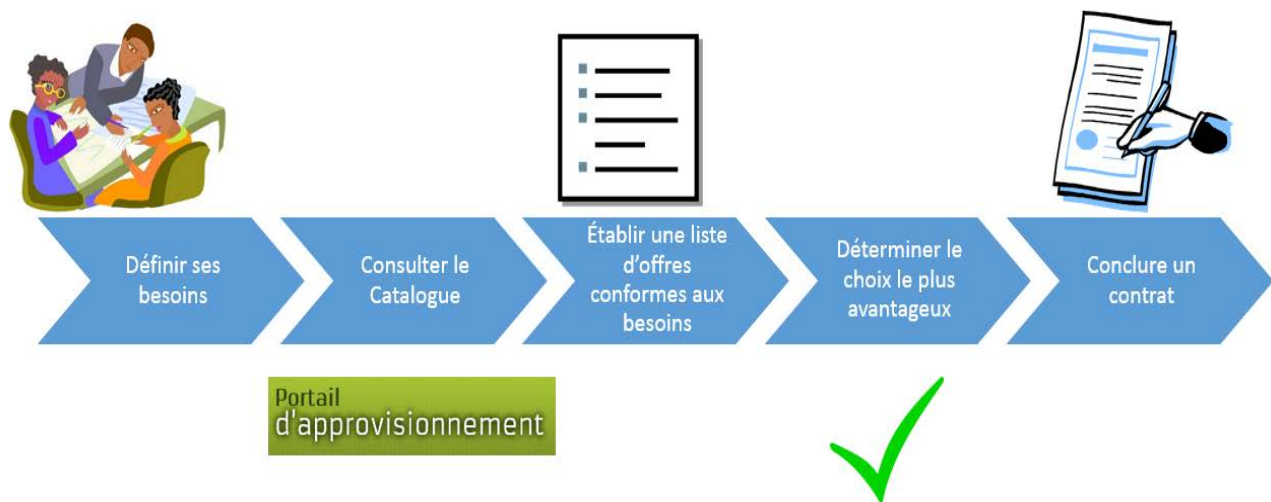 Définir ses
besoins
Consulter le
Catalogue
Établir une liste
d'offres
conformes aux
besoins
Déterminer le
choix le plus
avantageux
Conclure un
contrat
Portail
d'approvisionnement